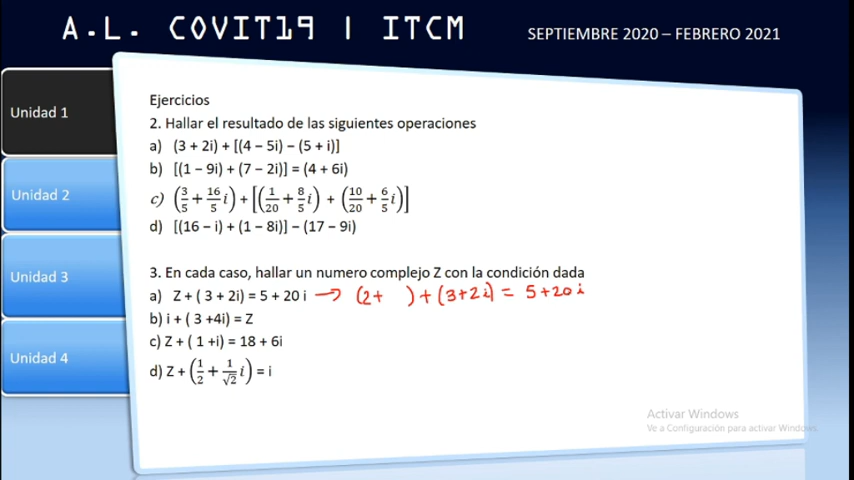 A.L. COVIT19 | ITCM
SEPTIEMBRE 2020 – FEBRERO 2021
Unidad 1
Unidad 2
Unidad 3
Unidad 4
Ejercicios
2. Hallar el resultado de las siguientes operaciones
a) (3 + 2i) + [(4 – 5i) – (5 + i)]
b) [(1 – 9i) + (7 – 2i)] = (4 + 6i)
c) (3/5 + 16/5 i) + [(1/20 + 8/5 i) + (10/20 + 6/5 i)]
d) [(16 – i) + (1 – 8i)] – (17 – 9i)
3. En cada caso, hallar un numero complejo Z con la condición dada
a) Z + ( 3 + 2i) = 5 + 20 i → (2+ ) + (3+2i) = 5+20 i
b) i + ( 3 +4i) = Z
c) Z + ( 1 +i) = 18 + 6i
d) Z + (1/2 + 1/√2 i) = i
Activar Windows
Ve a Configuración para activar Windows.